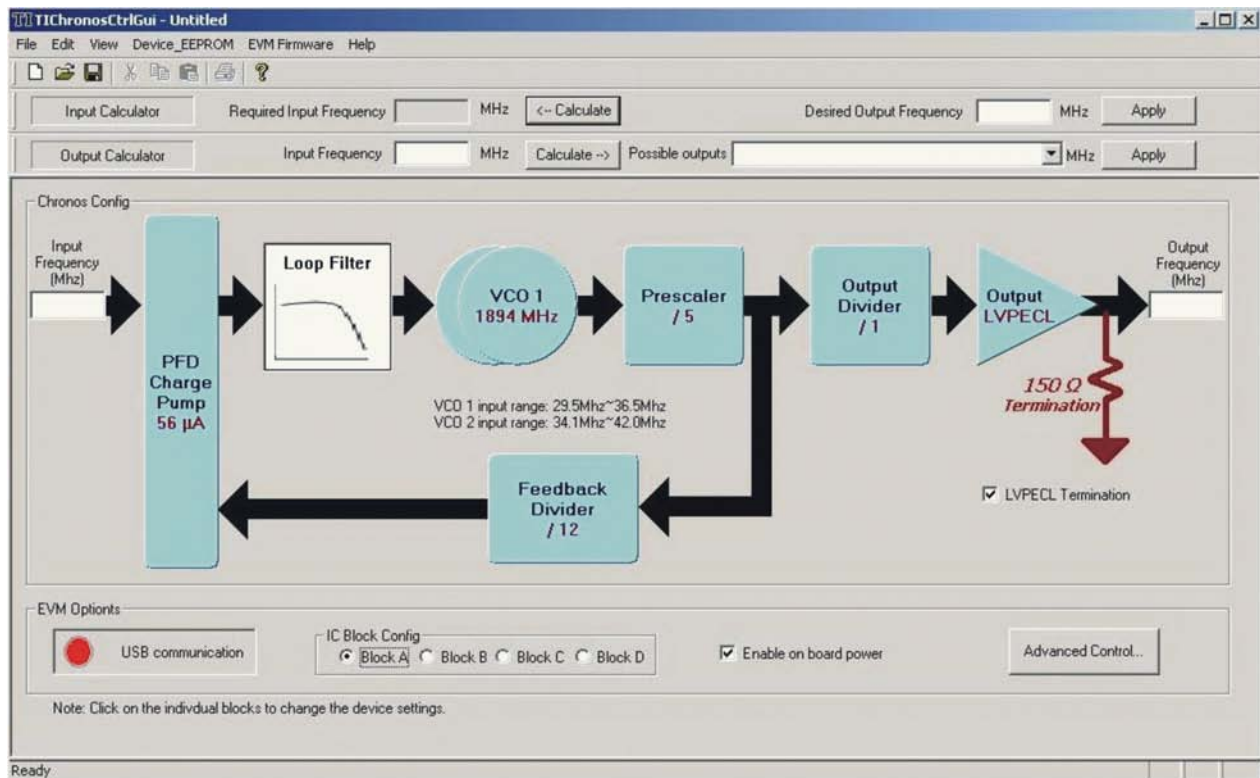 TI TIChronosCtrlGui - Untitled
File Edit View Device_EEPROM EVM Firmware Help
Input Calculator Required Input Frequency MHz <-- Calculate Desired Output Frequency MHz Apply
Output Calculator Input Frequency MHz Calculate --> Possible outputs MHz Apply
Chronos Config
Input
Frequency
(Mhz)
PFD
Charge
Pump
56 µA
Loop Filter
VCO 1
1894 MHz
Prescaler
/ 5
Output
Divider
/ 1
Output
LVPECL
Output
Frequency
(Mhz)
150 Ω
Termination
VCO 1 input range: 29.5Mhz~36.5mhz
VCO 2 input range: 34.1Mhz~42.0Mhz
Feedback
Divider
/ 12
LVPECL Termination
EVM Optionts
USB communication
IC Block Config
Block A Block B Block C Block D
Enable on board power
Advanced Control...
Note: Click on the indivdual blocks to change the device settings.
Ready